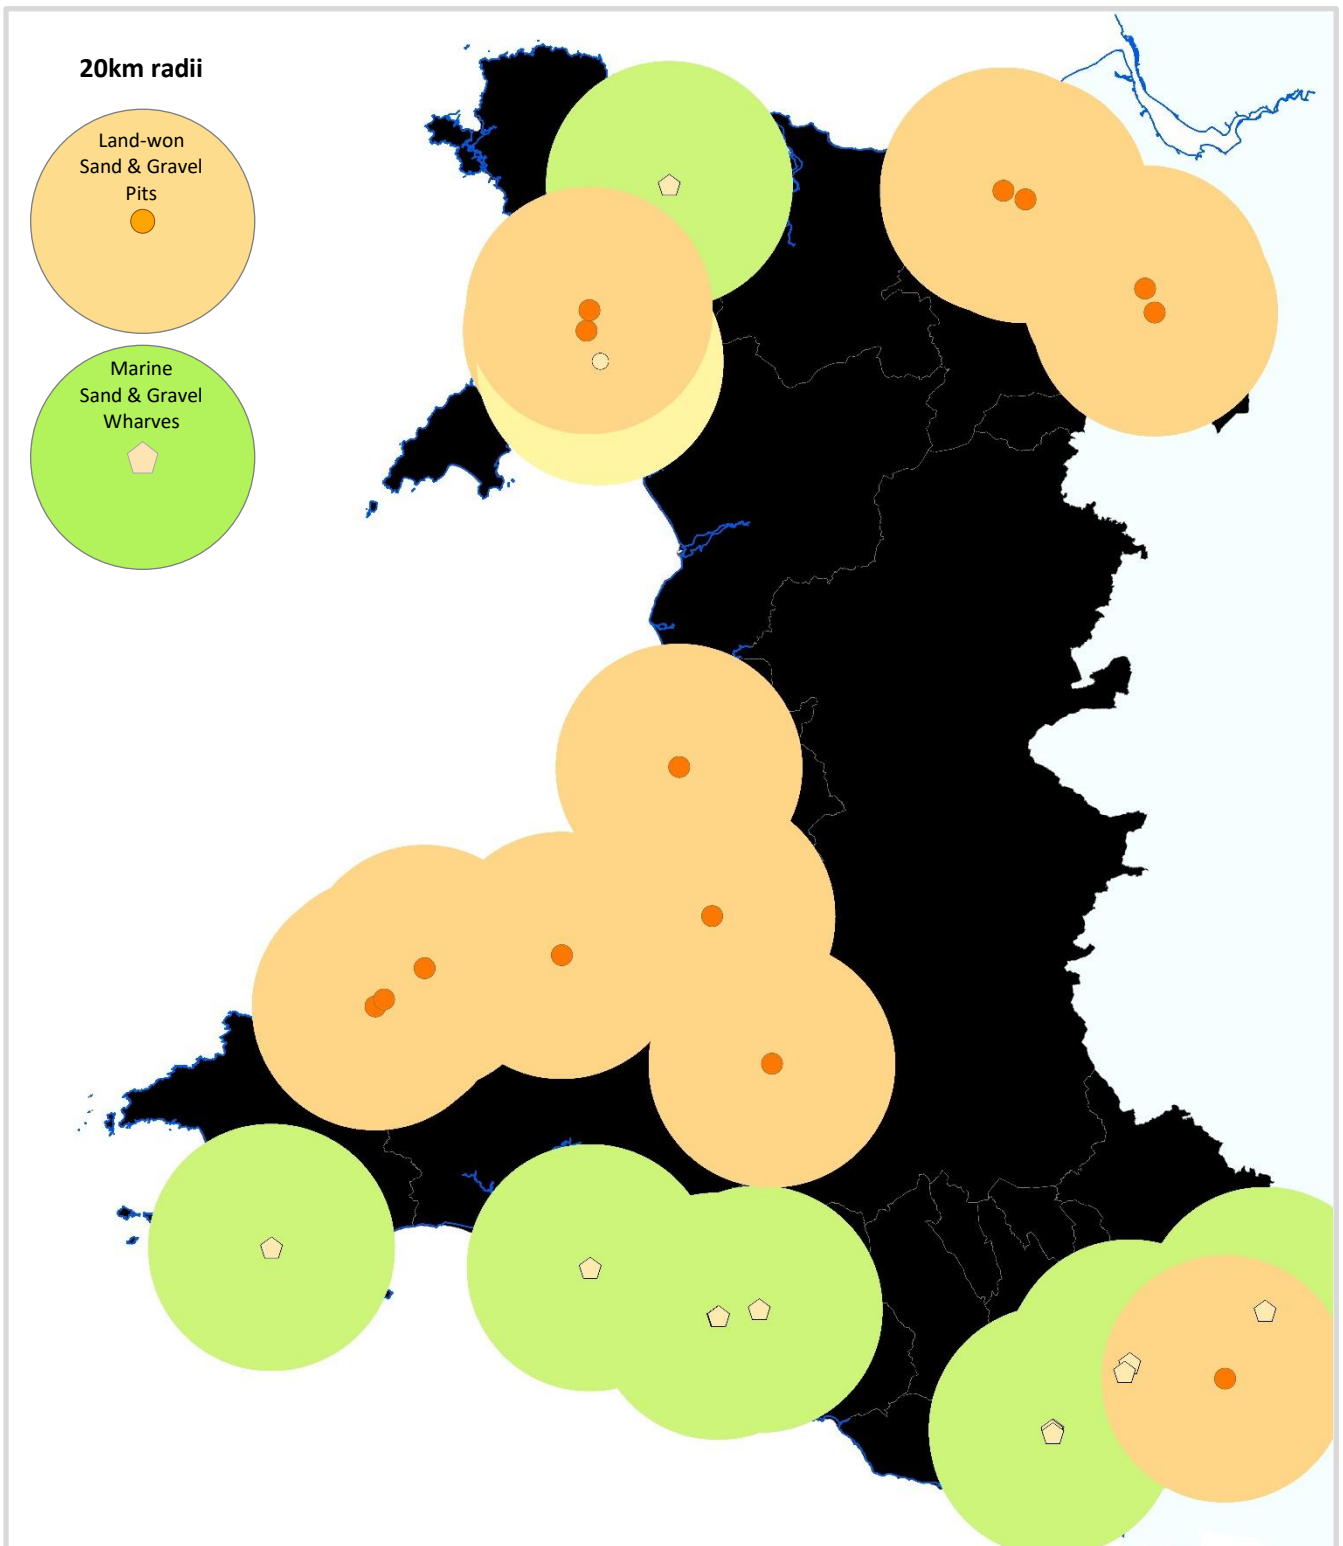 20km radii
Land-won
Sand & Gravel
Pits
Marine
Sand & Gravel
Wharves